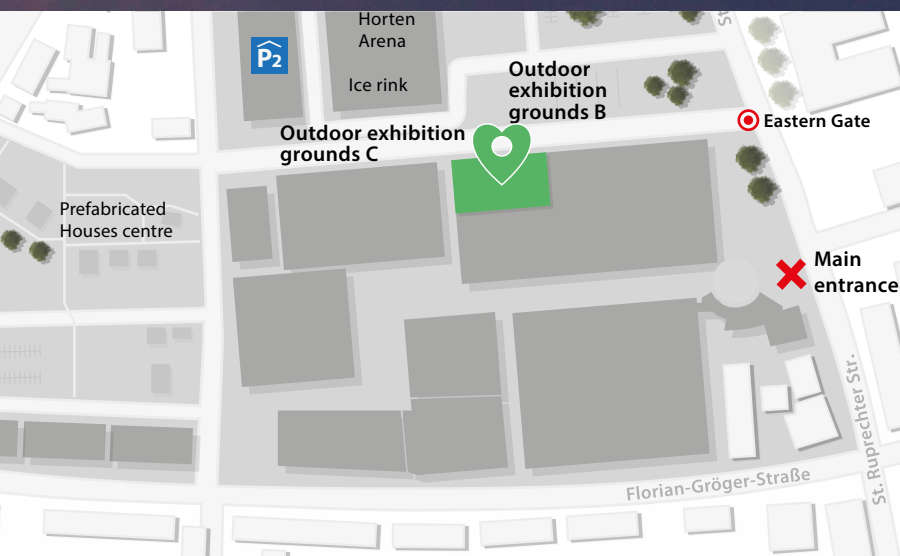 Horten
Arena
St
P2
Ice rink
Outdoor
exhibition
grounds B
Eastern Gate
Outdoor exhibition
grounds C
Prefabricated
Houses centre
Main
entrance
St. Ruprechter Str.
Florian-Gröger-Straße